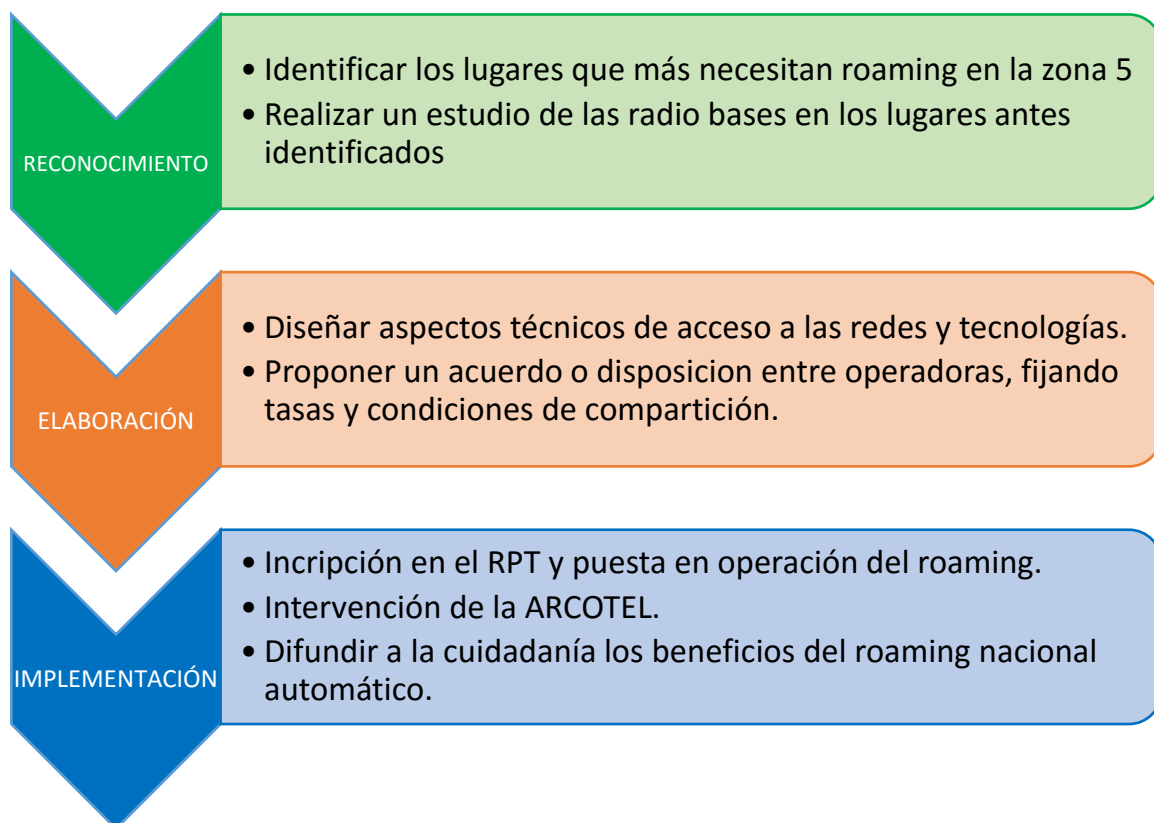 RECONOCIMIENTO
• Identificar los lugares que más necesitan roaming en la zona 5
• Realizar un estudio de las radio bases en los lugares antes
identificados
ELABORACIÓN
• Diseñar aspectos técnicos de acceso a las redes y tecnologías.
• Proponer un acuerdo o disposicion entre operadoras, fijando
tasas y condiciones de compartición.
IMPLEMENTACIÓN
• Incripción en el RPT y puesta en operación del roaming.
• Intervención de la ARCOTEL.
• Difundir a la cuidadanía los beneficios del roaming nacional
automático.